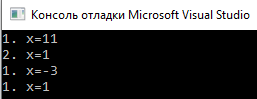 Консоль отладки Microsoft Visual Studio
1. x=11
2. x=1
1. x=-3
1. x=1